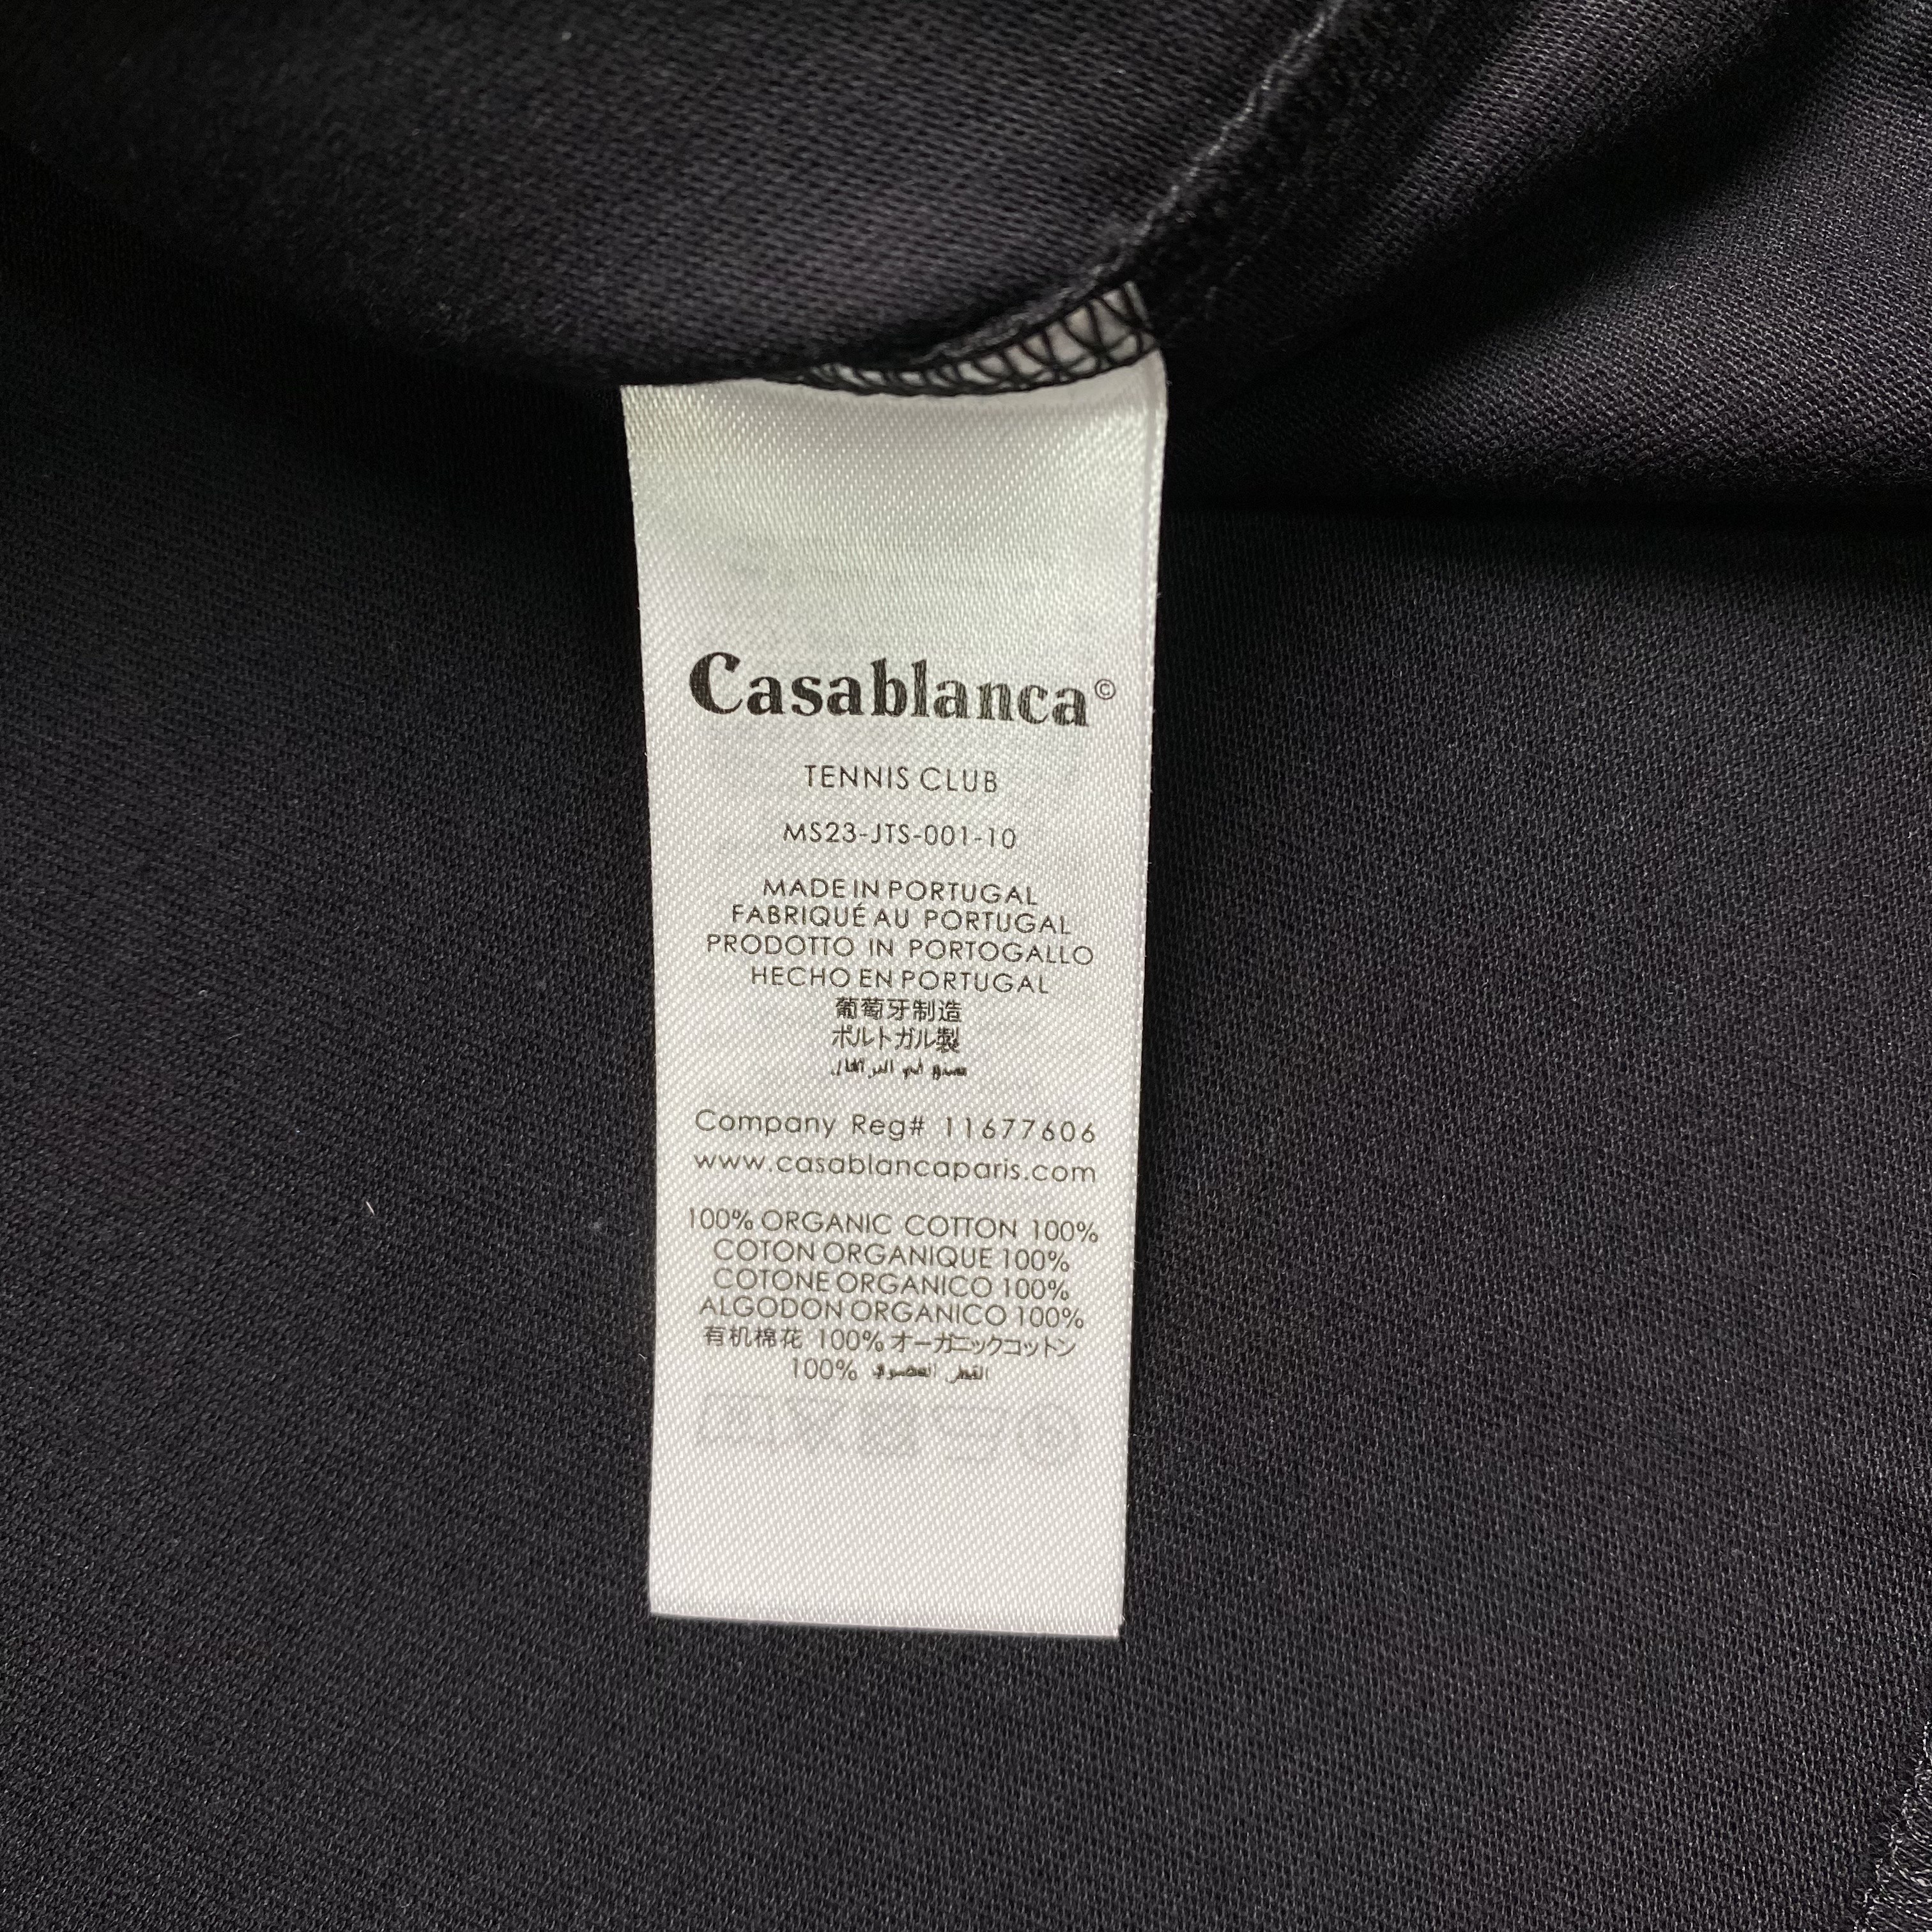 Casablanca©
TENNIS CLUB
MS23-JTS-001-10
MADE IN PORTUGAL
FABRIQUÉ AU PORTUGAL
PRODOTTO IN PORTOGALLO
HECHO EN PORTUGAL
葡萄牙制造
ポルトガル製
Company Reg# 11677606
www.casablancaparis.com
100% ORGANIC COTTON 100%
COTON ORGANIQUE 100%
COTONE ORGANICO 100%
ALGODON ORGANICO 100%
有机棉花 100% オーガニックコットン
100%